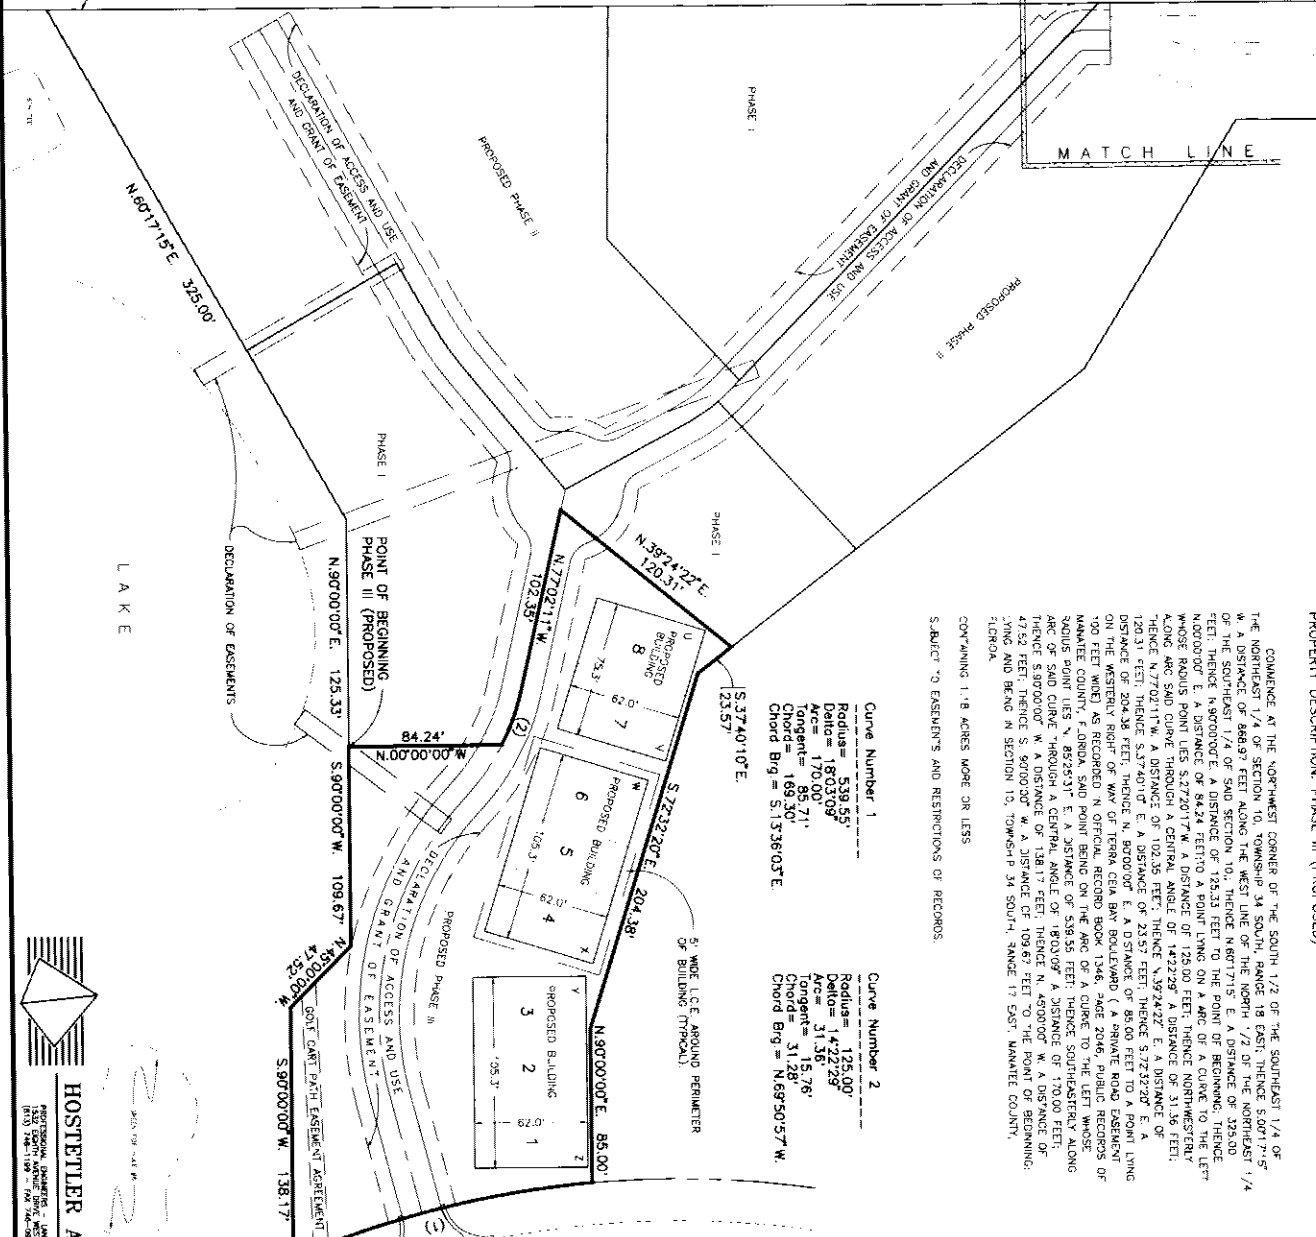 PROPERTY DESCRIPTION: PHASE III (PROPOSED)
COMMENCE AT THE NORTHWEST CORNER OF THE SOUTH 1/2 OF THE SOUTHEAST 1/4 OF
THE NORTHEAST 1/4 OF SECTION 10, TOWNSHIP 34 SOUTH, RANGE 18 EAST; THENCE S.00°17'15"
W. A DISTANCE OF 868.97 FEET ALONG THE WEST LINE OF THE NORTH 1/2 OF THE NORTHEAST 1/4
OF THE SOUTHEAST 1/4 OF SAID SECTION 10; THENCE N.60°17'15" E. A DISTANCE OF 325.00
FEET; THENCE N.90°00'00"E. A DISTANCE OF 125.33 FEET TO THE POINT OF BEGINNING; THENCE
N.00°00'00" E. A DISTANCE OF 84.24 FEET;TO A POINT LYING ON A ARC OF A CURVE TO THE LEFT
WHOSE RADIUS POINT LIES S.27°20'17"W. A DISTANCE OF 125.00 FEET; THENCE NORTHWESTERLY
ALONG ARC SAID CURVE THROUGH A CENTRAL ANGLE OF 14°22'29" A DISTANCE OF 31.36 FEET;
THENCE N.77°02'11"W. A DISTANCE OF 102.35 FEET; THENCE N.39°24'22" E. A DISTANCE OF
120.31 FEET; THENCE S.37°40'10" E. A DISTANCE OF 23.57 FEET; THENCE S.72°32'20" E. A
DISTANCE OF 204.38 FEET; THENCE N. 90°00'00" E. A DISTANCE OF 85.00 FEET TO A POINT LYING
ON THE WESTERLY RIGHT OF WAY OF TERRA CEIA BAY BOULEVARD ( A PRIVATE ROAD EASEMENT
100 FEET WIDE) AS RECORDED IN OFFICIAL RECORD BOOK 1346, PAGE 2046, PUBLIC RECORDS OF
MANATEE COUNTY, FLORIDA, SAID POINT BEING ON THE ARC OF A CURVE TO THE LEFT WHOSE
RADIUS POINT LIES N. 85°25'31" E. A DISTANCE OF 539.55 FEET; THENCE SOUTHEASTERLY ALONG
ARC OF SAID CURVE THROUGH A CENTRAL ANGLE OF 18°03'09" A DISTANCE OF 170.00 FEET;
THENCE S.90°00'00" W. A DISTANCE OF 138.17 FEET; THENCE N. 45°00'00" W. A DISTANCE OF
47.52 FEET; THENCE S. 90°00'00" W. A DISTANCE OF 109.67 FEET TO THE POINT OF BEGINNING;
LYING AND BEING IN SECTION 10, TOWNSHIP 34 SOUTH, RANGE 17 EAST, MANATEE COUNTY,
FLORIDA.
CONTAINING 1.18 ACRES MORE OR LESS
SUBJECT TO EASEMENTS AND RESTRICTIONS OF RECORDS.
Curve Number 1
Radius= 539.55'
Delta= 18°03'09"
Arc= 170.00'
Tangent= 85.71'
Chord= 169.30'
Chord Brg.= S.13°36'03"E.
Curve Number 2
Radius= 125.00'
Delta= 14°22'29"
Arc= 31.36'
Tangent= 15.76'
Chord= 31.28'
Chord Brg.= N.69°50'57"W.
MATCH LINE
DECLARATION OF ACCESS AND USE
AND GRANT OF EASEMENT
PROPOSED PHASE II
PHASE I
PROPOSED PHASE II
DECLARATION OF ACCESS AND USE
AND GRANT OF EASEMENT
N.60°17'15"E. 325.00'
PHASE I
PHASE I
N.39°24'22"E.
120.31'
S.37°40'10"E.
23.57'
N.77°02'11"W.
102.35'
U
PROPOSED
BUILDING
8
7
V
75.3'
62.0'
S.72°32'20"E. 204.38'
5' WIDE L.C.E. AROUND PERIMETER
OF BUILDING (TYPICAL).
(2)
W
PROPOSED BUILDING
6 5 4
X
105.3'
62.0'
Y
PROPOSED BUILDING
3 2 1
Z
105.3'
62.0'
N.90°00'00"E. 85.00'
(1)
POINT OF BEGINNING
PHASE III (PROPOSED)
84.24'
N.00°00'00"W
N.90°00'00"E. 125.33'
S.90°00'00"W. 109.67'
N.45°00'00"W.
47.52
S.90°00'00"W. 138.17'
PROPOSED PHASE III
DECLARATION OF ACCESS AND USE
AND GRANT OF EASEMENT
GOLF CART PATH EASEMENT AGREEMENT
DECLARATION OF EASEMENTS
LAKE
HOSTETLER A
PROFESSIONAL ENGINEERS
1532 EIGHTH AVENUE DRIVE WEST